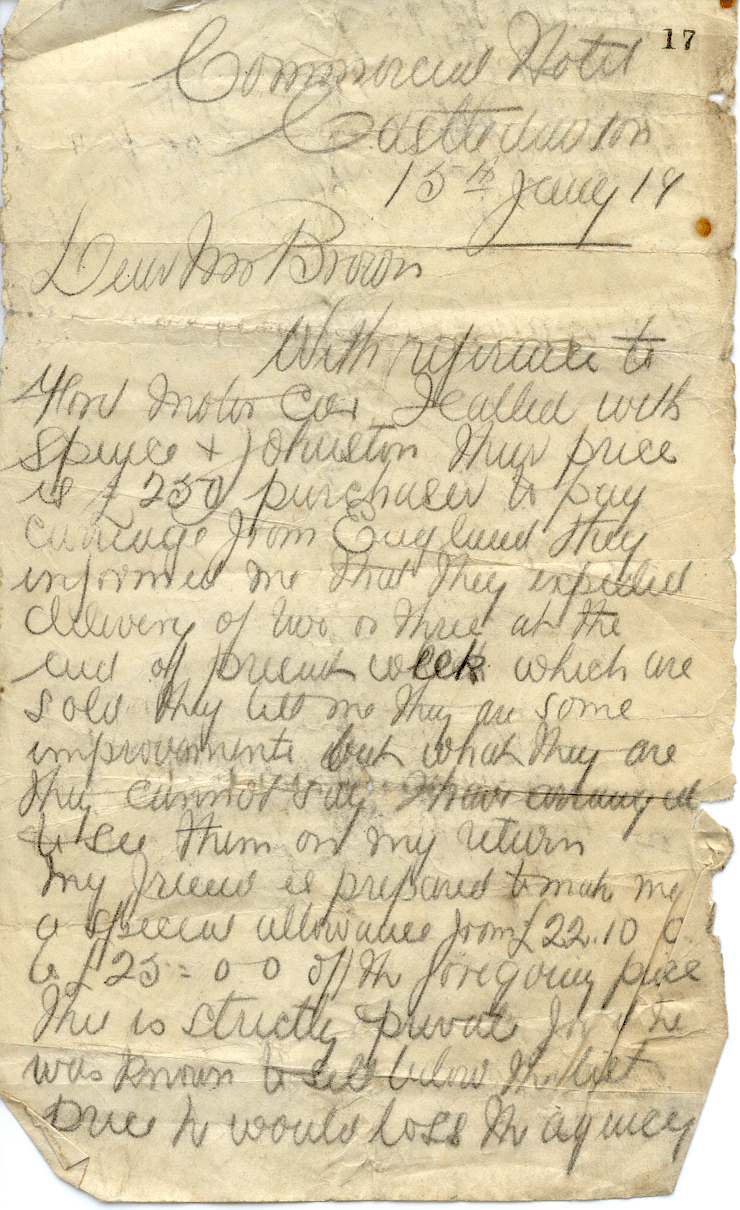 17
Commercial Hotel
Castledawson
15th Jany 19
Dear Mr Brown
With reference to
Ford Motor Car I called with
Spence & Johnston their price
is £250 purchaser to pay
carriage from England they
informed me that they expected
delivery of two or three at the
end of present week which are
sold they tell me they are some
improvements but what they are
they cannot say I have arranged
to see them on my return
My friend is prepared to make me
a special allowance from £22.10 0
to £25=0 0 off the foregoing price
This is strictly private for if he
was known to sell below the list
price he would loss the agency